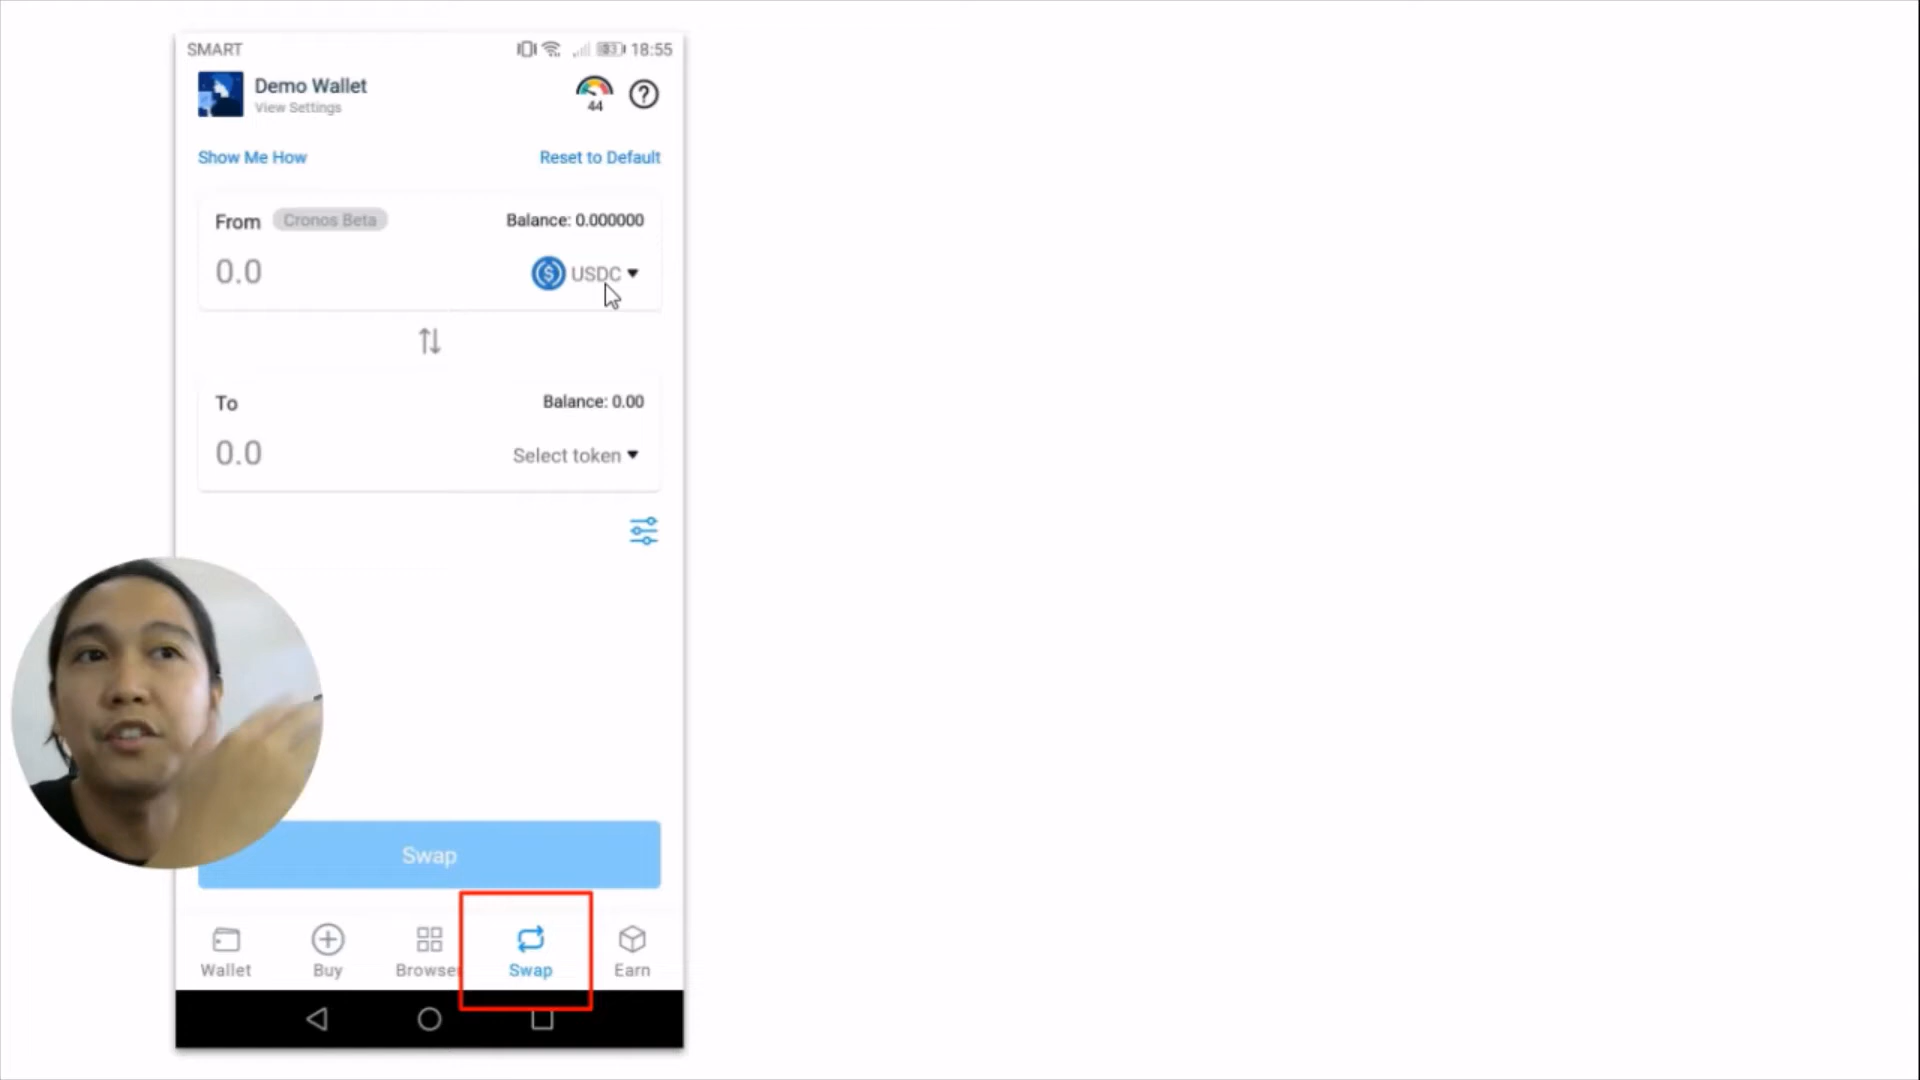 SMART 83 18:55
Demo Wallet
View Settings
44
Show Me How Reset to Default
From Cronos Beta Balance: 0.000000
0.0 USDC
To Balance: 0.00
0.0 Select token
Swap
Wallet Buy Browse Swap Earn